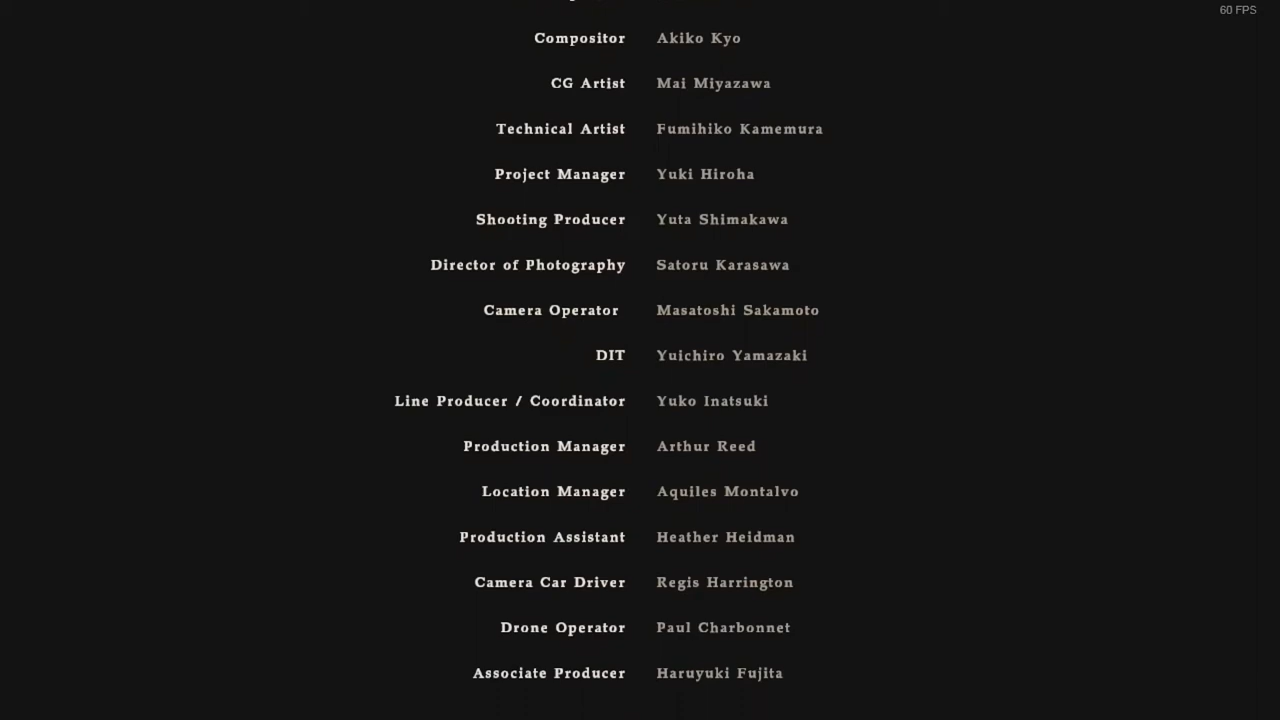 60 FPS
Compositor Akiko Kyo
CG Artist Mai Miyazawa
Technical Artist Fumihiko Kamemura
Project Manager Yuki Hiroha
Shooting Producer Yuta Shimakawa
Director of Photography Satoru Karasawa
Camera Operator Masatoshi Sakamoto
DIT Yuichiro Yamazaki
Line Producer / Coordinator Yuko Inatsuki
Production Manager Arthur Reed
Location Manager Aquiles Montalvo
Production Assistant Heather Heidman
Camera Car Driver Regis Harrington
Drone Operator Paul Charbonnet
Associate Producer Haruyuki Fujita